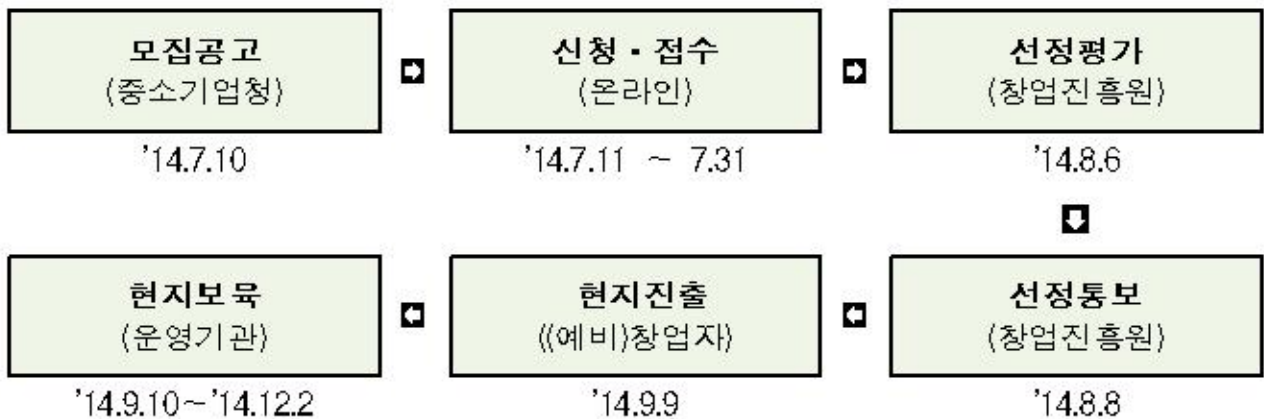 모집공고
(중소기업청)
'14.7.10
신청·접수
(온라인)
'14.7.11 ~ 7.31
선정평가
(창업진흥원)
'14.8.6
선정통보
(창업진흥원)
'14.8.8
현지진출
((예비)창업자)
'14.9.9
현지보육
(운영기관)
'14.9.10~'14.12.2